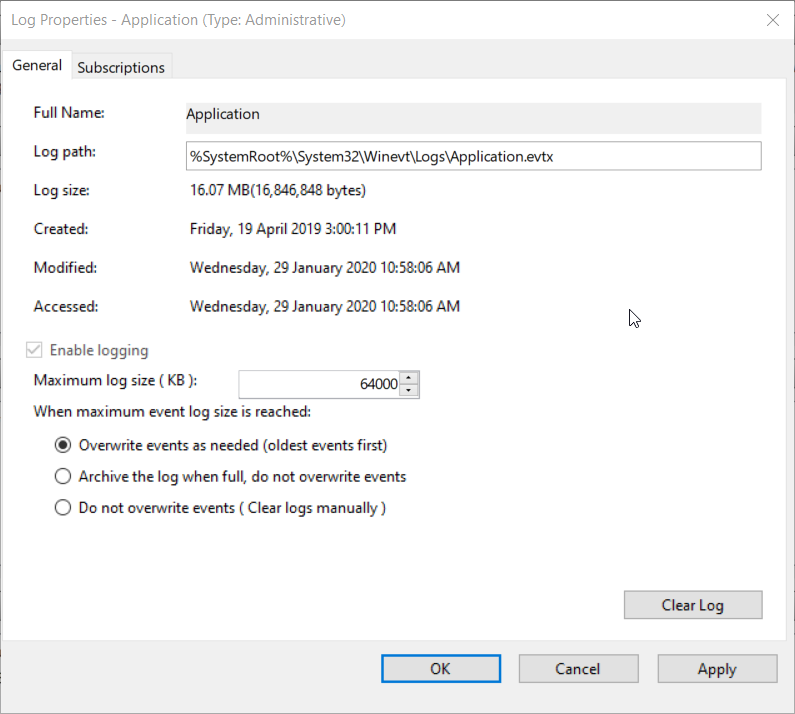 Log Properties - Application (Type: Administrative)
General Subscriptions
Full Name: Application
Log path: %SystemRoot%\System32\Winevt\Logs\Application.evtx
Log size: 16.07 MB(16,846,848 bytes)
Created: Friday, 19 April 2019 3:00:11 PM
Modified: Wednesday, 29 January 2020 10:58:06 AM
Accessed: Wednesday, 29 January 2020 10:58:06 AM
Enable logging
Maximum log size ( KB ): 64000
When maximum event log size is reached:
Overwrite events as needed (oldest events first)
Archive the log when full, do not overwrite events
Do not overwrite events ( Clear logs manually )
Clear Log
OK Cancel Apply